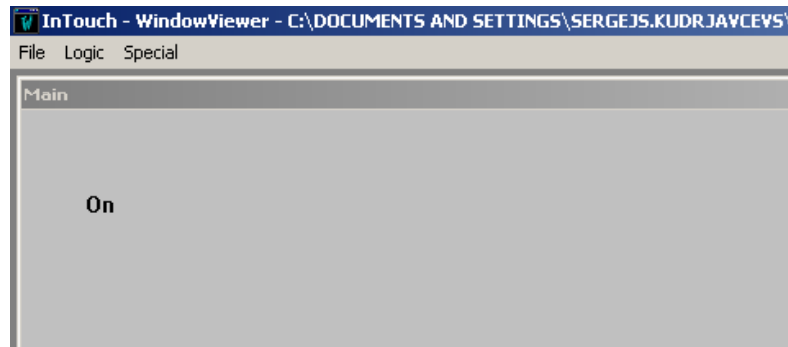 InTouch - WindowViewer - C:\DOCUMENTS AND SETTINGS\SERGEJS.KUDRJAVCEVS\
File Logic Special
Main
On